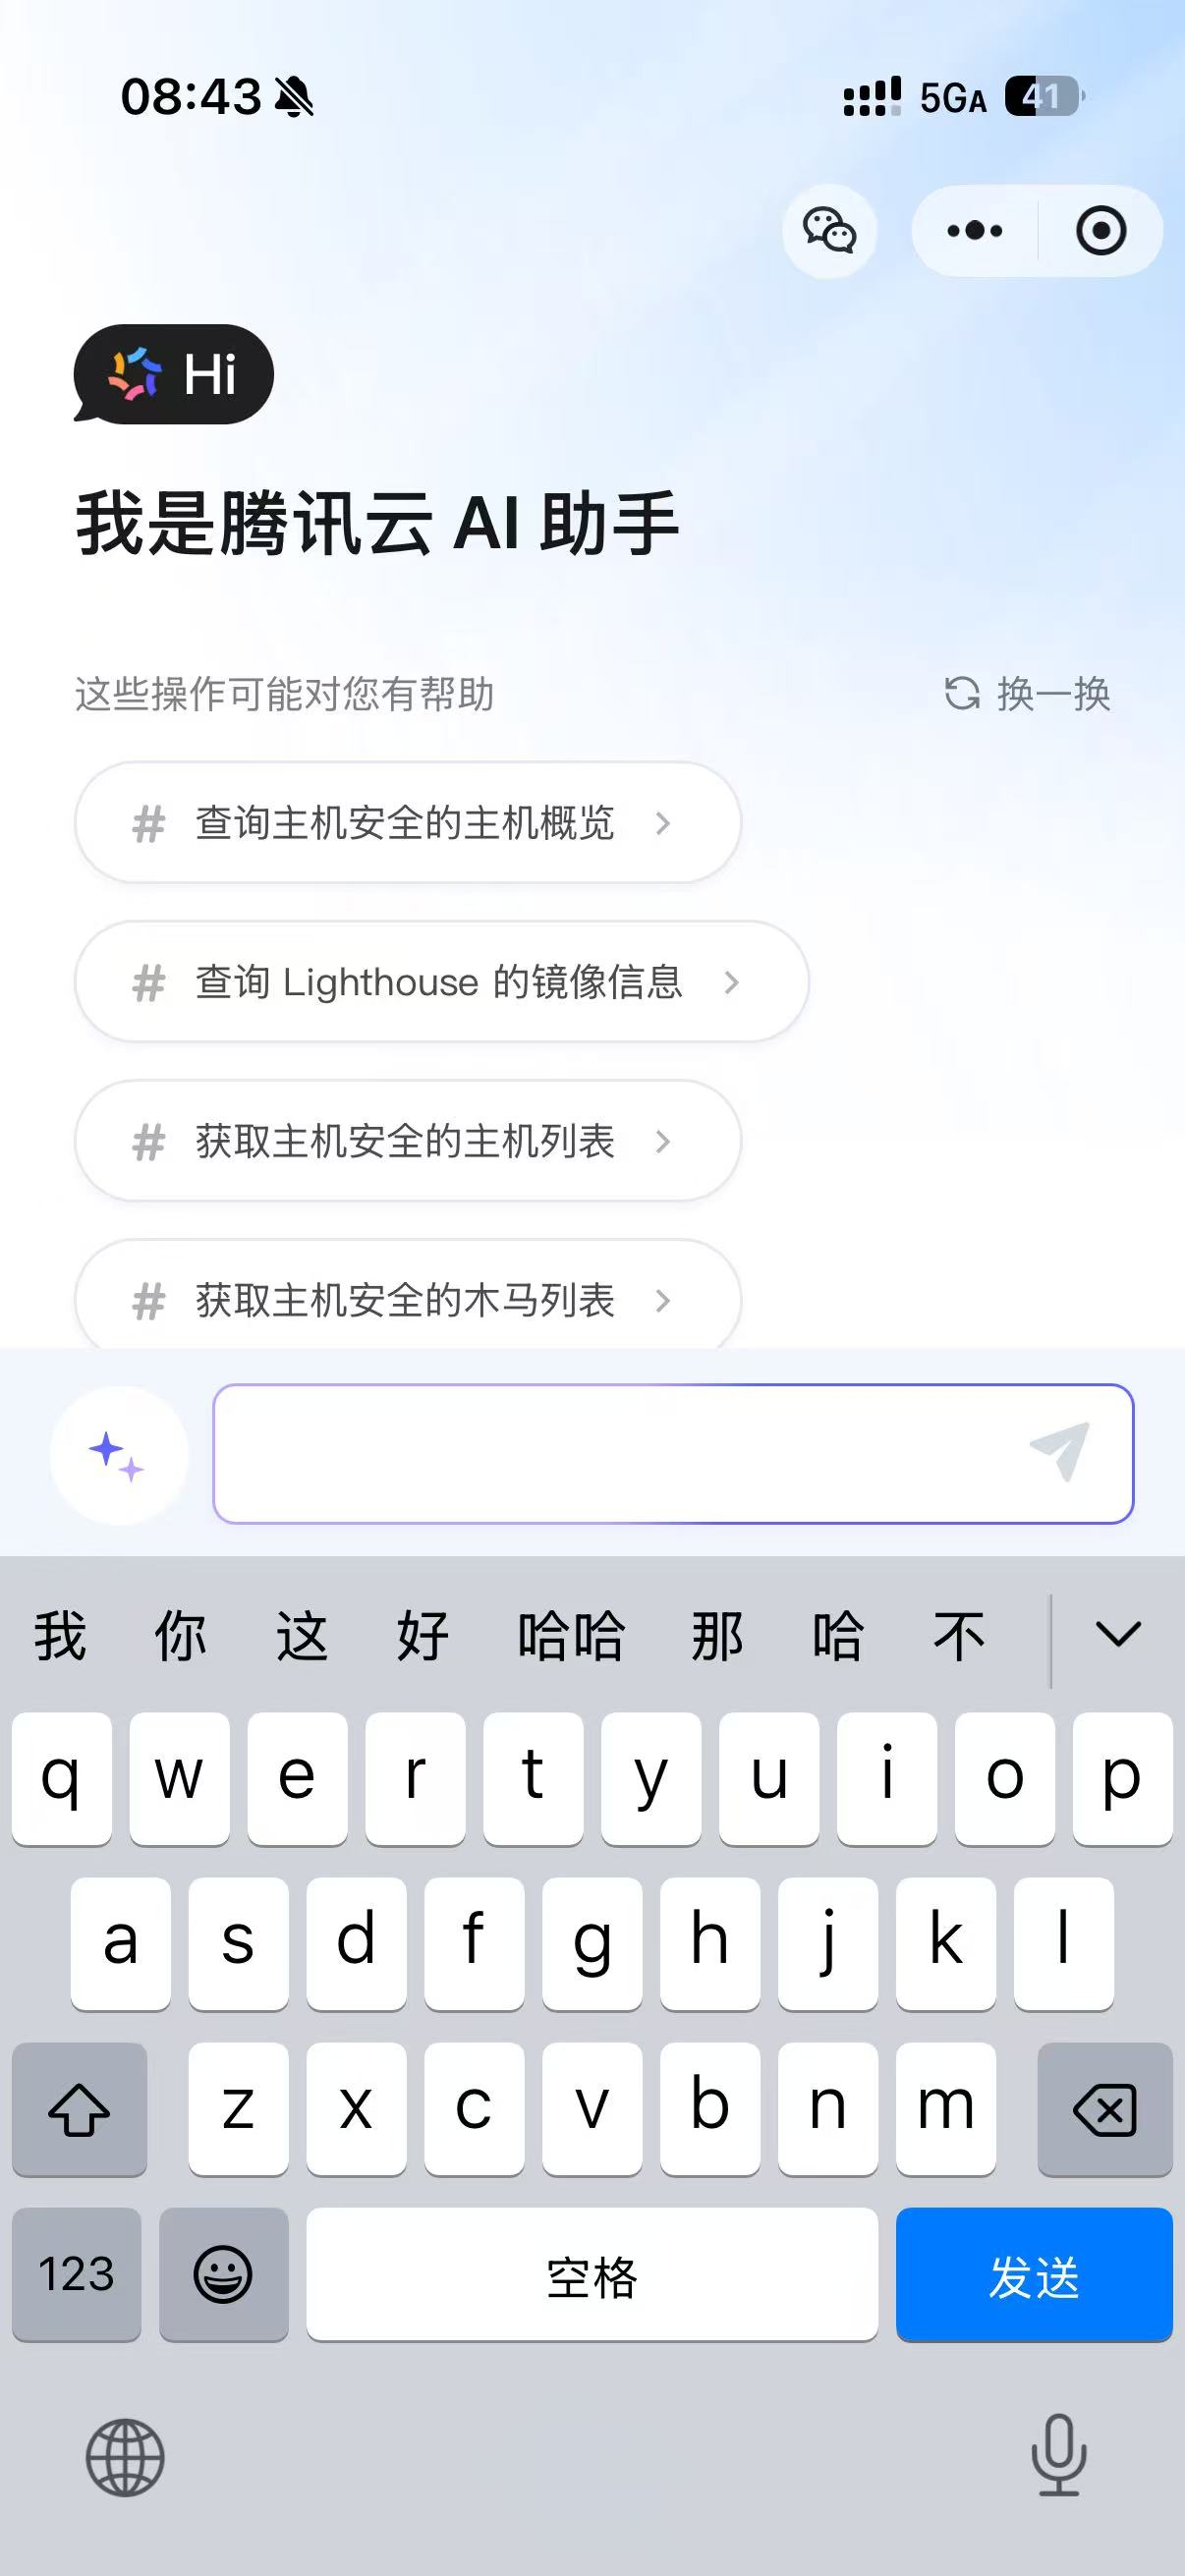 08:43
5GA
41
Hi
我是腾讯云 AI 助手
这些操作可能对您有帮助
换一换
# 查询主机安全的主机概览 >
# 查询 Lighthouse 的镜像信息 >
# 获取主机安全的主机列表 >
# 获取主机安全的木马列表 >
我 你 这 好 哈哈 那 哈 不
q w e r t y u i o p
a s d f g h j k l
z x c v b n m
123 空格 发送